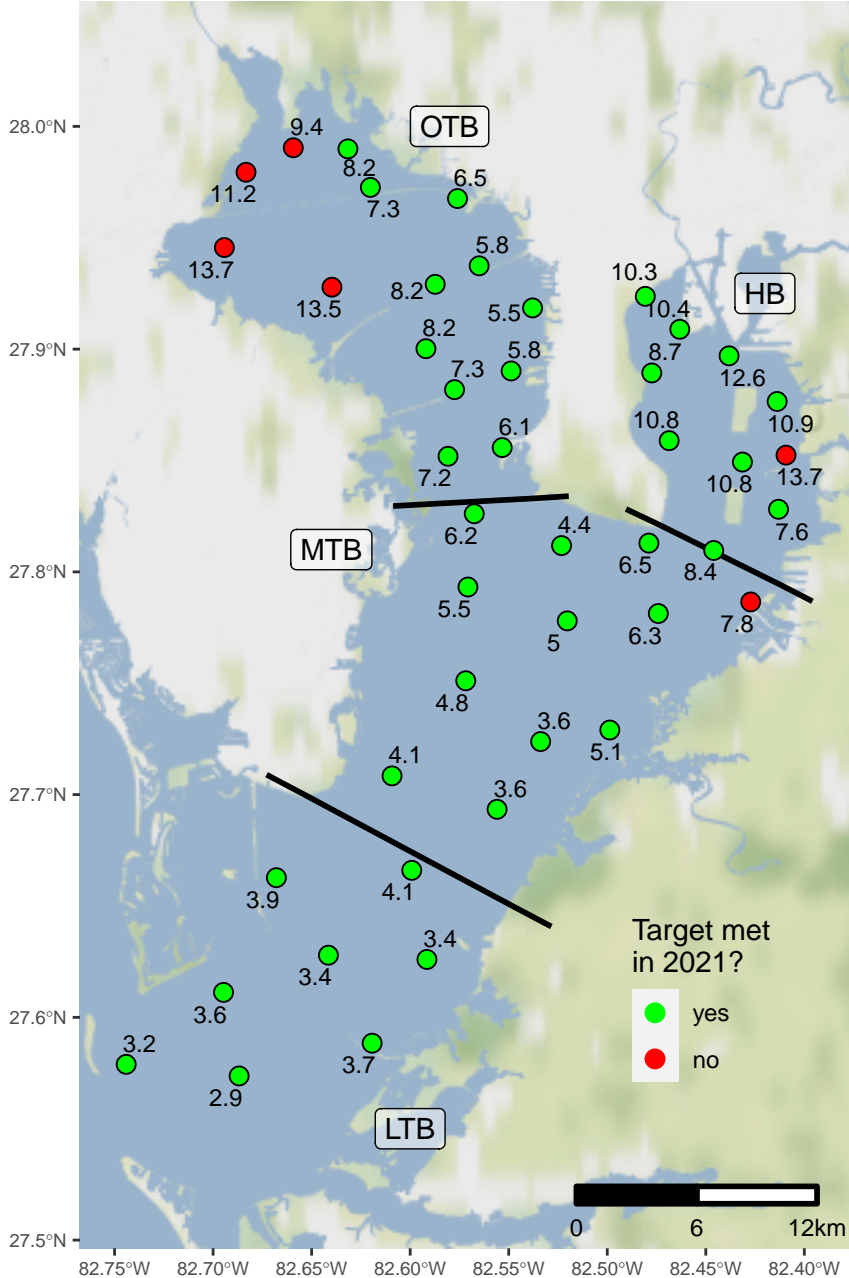 28.0°N
27.9°N
27.8°N
27.7°N
27.6°N
27.5°N
OTB
9.4
8.2
11.2
7.3
6.5
13.7
5.8
13.5
8.2
5.5
8.2
5.8
7.3
6.1
7.2
HB
10.3
10.4
8.7
12.6
10.9
10.8
10.8
13.7
7.6
MTB
6.2
4.4
6.5
8.4
5.5
5
6.3
7.8
4.8
3.6
5.1
4.1
3.6
3.9
4.1
3.4
3.4
3.6
3.2
3.7
2.9
LTB
Target met
in 2021?
yes
no
0 6 12km
82.75°W 82.70°W 82.65°W 82.60°W 82.55°W 82.50°W 82.45°W 82.40°W